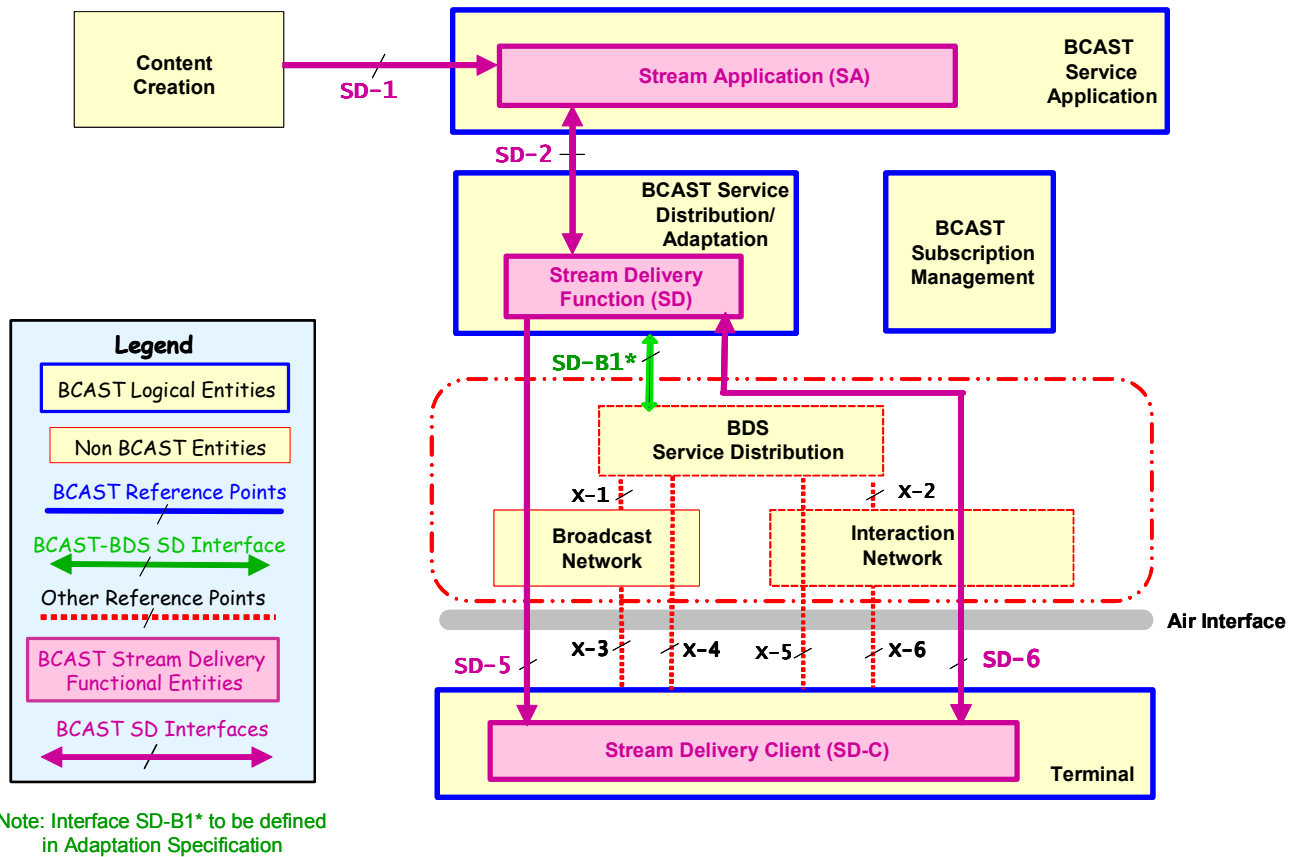 Content
Creation
SD-1
Stream Application (SA)
BCAST
Service
Application
SD-2
BCAST Service
Distribution/
Adaptation
Stream Delivery
Function (SD)
BCAST
Subscription
Management
SD-B1*
BDS
Service Distribution
X-1
X-2
Broadcast
Network
Interaction
Network
Air Interface
SD-5
X-3
X-4
X-5
X-6
SD-6
Stream Delivery Client (SD-C)
Terminal
Legend
BCAST Logical Entities
Non BCAST Entities
BCAST Reference Points
BCAST-BDS SD Interface
Other Reference Points
BCAST Stream Delivery
Functional Entities
BCAST SD Interfaces
Note: Interface SD-B1* to be defined
in Adaptation Specification